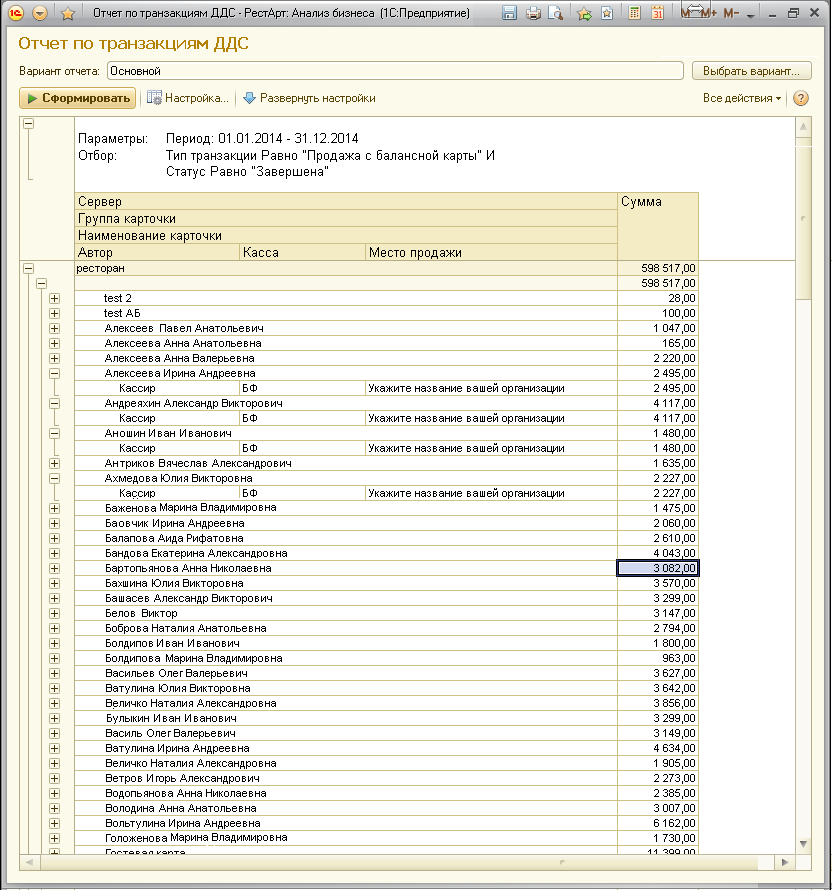 Отчет по транзакциям ДДС - РестАрт: Анализ бизнеса (1С:Предприятие)
M M+ M-
Отчет по транзакциям ДДС
Вариант отчета: Основной Выбрать вариант...
Сформировать Настройка... Развернуть настройки Все действия
Параметры: Период: 01.01.2014 - 31.12.2014
Отбор: Тип транзакции Равно "Продажа с балансной карты" И
Статус Равно "Завершена"
Сервер Сумма
Группа карточки
Наименование карточки
Автор Касса Место продажи
ресторан 598 517,00
598 517,00
test 2 28,00
test АБ 100,00
Алексеев Павел Анатольевич 1 047,00
Алексеева Анна Анатольевна 165,00
Алексеева Анна Валерьевна 2 220,00
Алексеева Ирина Андреевна 2 495,00
Кассир БФ Укажите название вашей организации 2 495,00
Андреяхин Александр Викторович 4 117,00
Кассир БФ Укажите название вашей организации 4 117,00
Аношин Иван Иванович 1 480,00
Кассир БФ Укажите название вашей организации 1 480,00
Антриков Вячеслав Александрович 1 635,00
Ахмедова Юлия Викторовна 2 227,00
Кассир БФ Укажите название вашей организации 2 227,00
Баженова Марина Владимировна 1 475,00
Баовчик Ирина Андреевна 2 060,00
Балапова Аида Рифатовна 2 610,00
Бандова Екатерина Александровна 4 043,00
Бартопьянова Анна Николаевна 3 082,00
Бахшина Юлия Викторовна 3 570,00
Башасев Александр Викторович 3 299,00
Белов Виктор 3 147,00
Боброва Наталия Анатольевна 2 794,00
Болдипов Иван Иванович 1 800,00
Болдипова Марина Владимировна 963,00
Васильев Олег Валерьевич 3 627,00
Ватулина Юлия Викторовна 3 642,00
Величко Наталия Александровна 3 856,00
Булыкин Иван Иванович 3 299,00
Василь Олег Валерьевич 3 149,00
Ватулина Ирина Андреевна 4 634,00
Величко Наталия Александровна 1 905,00
Ветров Игорь Александрович 2 273,00
Водопьянова Анна Николаевна 2 385,00
Володина Анна Анатольевна 3 007,00
Вольтулина Ирина Андреевна 6 162,00
Голоженова Марина Владимировна 1 730,00
Гостевая карта 11 399,00